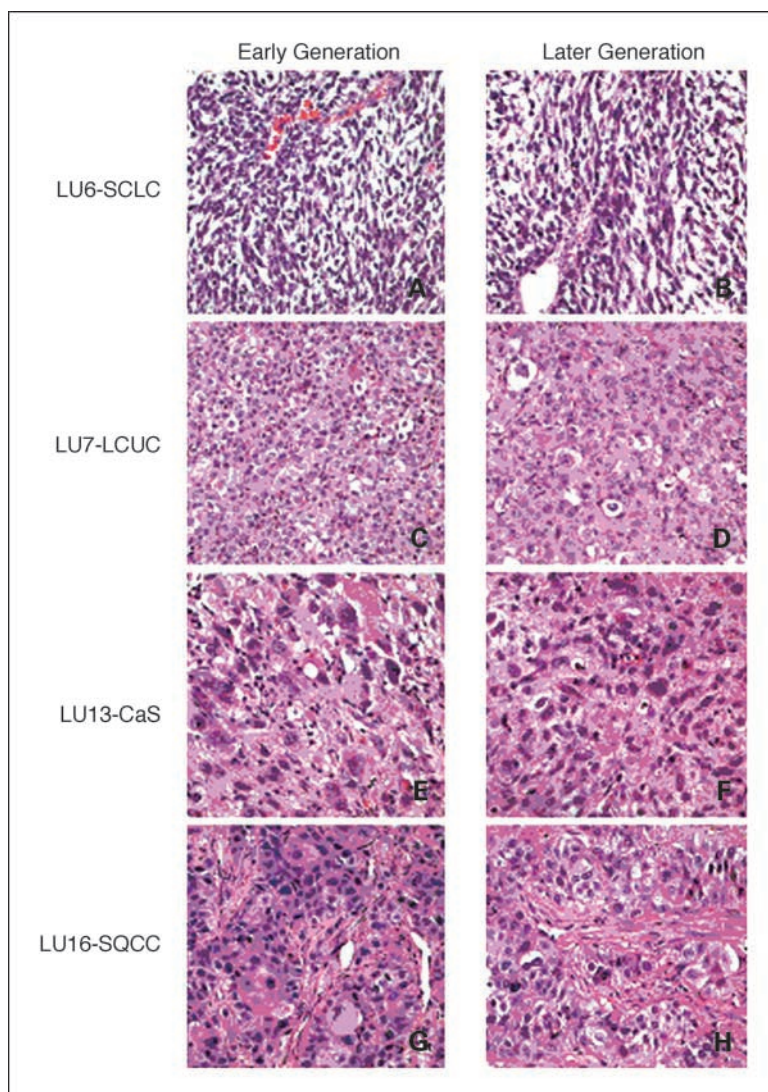 Early Generation Later Generation
LU6-SCLC
A B
LU7-LCUC
C D
LU13-CaS
E F
LU16-SQCC
G H